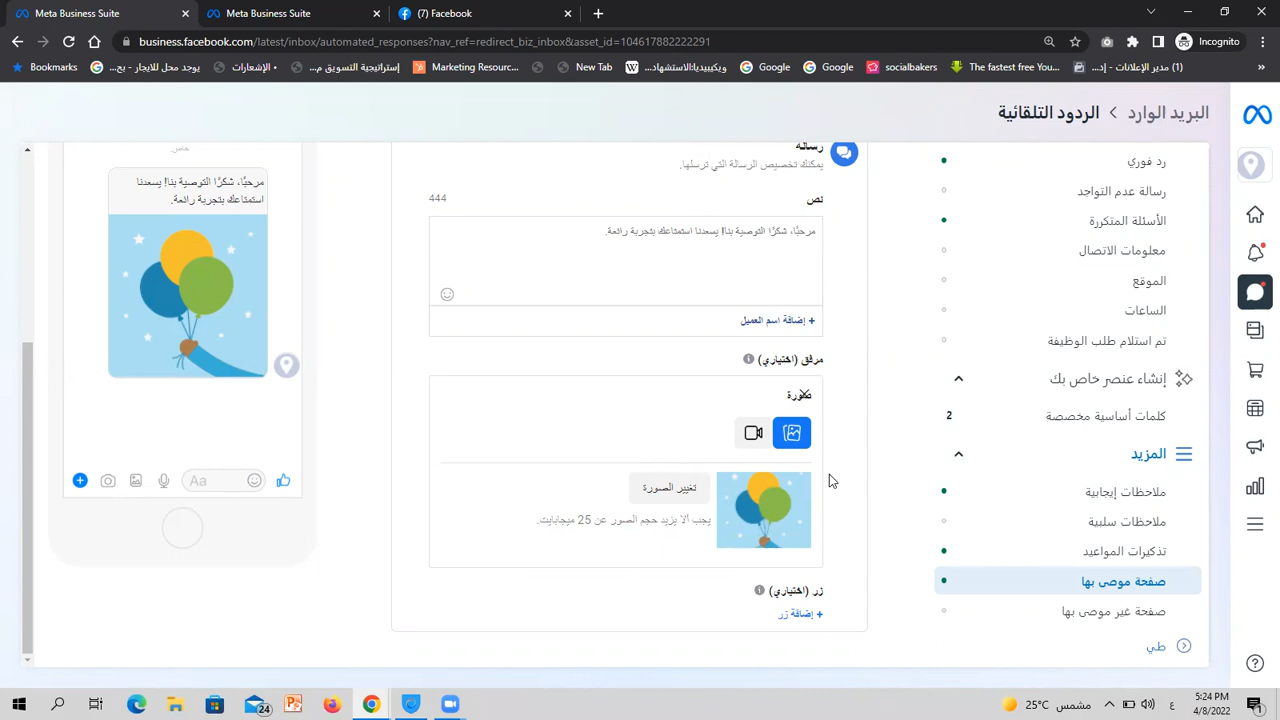 Meta Business Suite
Meta Business Suite
(7) Facebook
business.facebook.com/latest/inbox/automated_responses?nav_ref=redirect_biz_inbox&asset_id=104617882222291
Incognito
Bookmarks
يوجد محل للايجار - بح...
الإشعارات •
إستراتيجية التسويق م...
Marketing Resourc...
New Tab
ويكيبيديا:الاستشهاد...
Google
Google
socialbakers
The fastest free You...
(1) مدير الإعلانات - إد...
»
البريد الوارد
الردود التلقائية
رد فوري
رسالة عدم التواجد
الأسئلة المتكررة
معلومات الاتصال
الموقع
الساعات
تم استلام طلب الوظيفة
إنشاء عنصر خاص بك
كلمات أساسية مخصصة
2
المزيد
ملاحظات إيجابية
ملاحظات سلبية
تذكيرات المواعيد
صفحة موصى بها
صفحة غير موصى بها
طي
رسالة
يمكنك تخصيص الرسالة التي ترسلها.
نص
444
مرحبًا، شكرًا التوصية بنا! يسعدنا استمتاعك بتجربة رائعة.
+ إضافة اسم العميل
مرفق (اختياري)
صورة
تغيير الصورة
يجب ألا يزيد حجم الصور عن 25 ميجابايت.
زر (اختياري)
+ إضافة زر
خاص.
مرحبًا، شكرًا التوصية بنا! يسعدنا
استمتاعك بتجربة رائعة.
Aa
24
25°C مشمس
ع
5:24 PM
4/8/2022
1